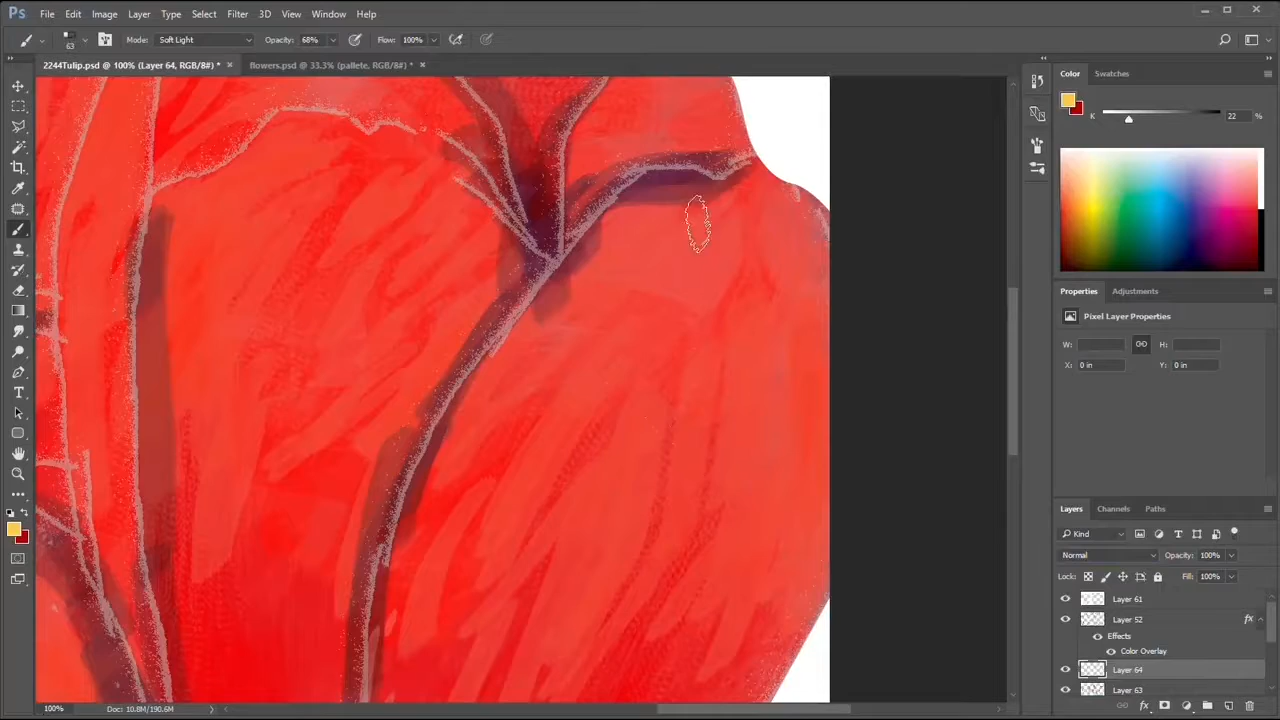 Ps File Edit Image Layer Type Select Filter 3D View Window Help
63 Mode: Soft Light Opacity: 68% Flow: 100%
2244Tulip.psd @ 100% (Layer 64, RGB/8#) * × flowers.psd @ 33.3% (pallete, RGB/8#) * ×
Color Swatches
K 22 %
Properties Adjustments
Pixel Layer Properties
W: H:
X: 0 in Y: 0 in
Layers Channels Paths
Kind
Normal Opacity: 100%
Lock: Fill: 100%
Layer 61
Layer 52 fx
Effects
Color Overlay
Layer 64
Layer 63
100% Doc: 10.8M/190.6M